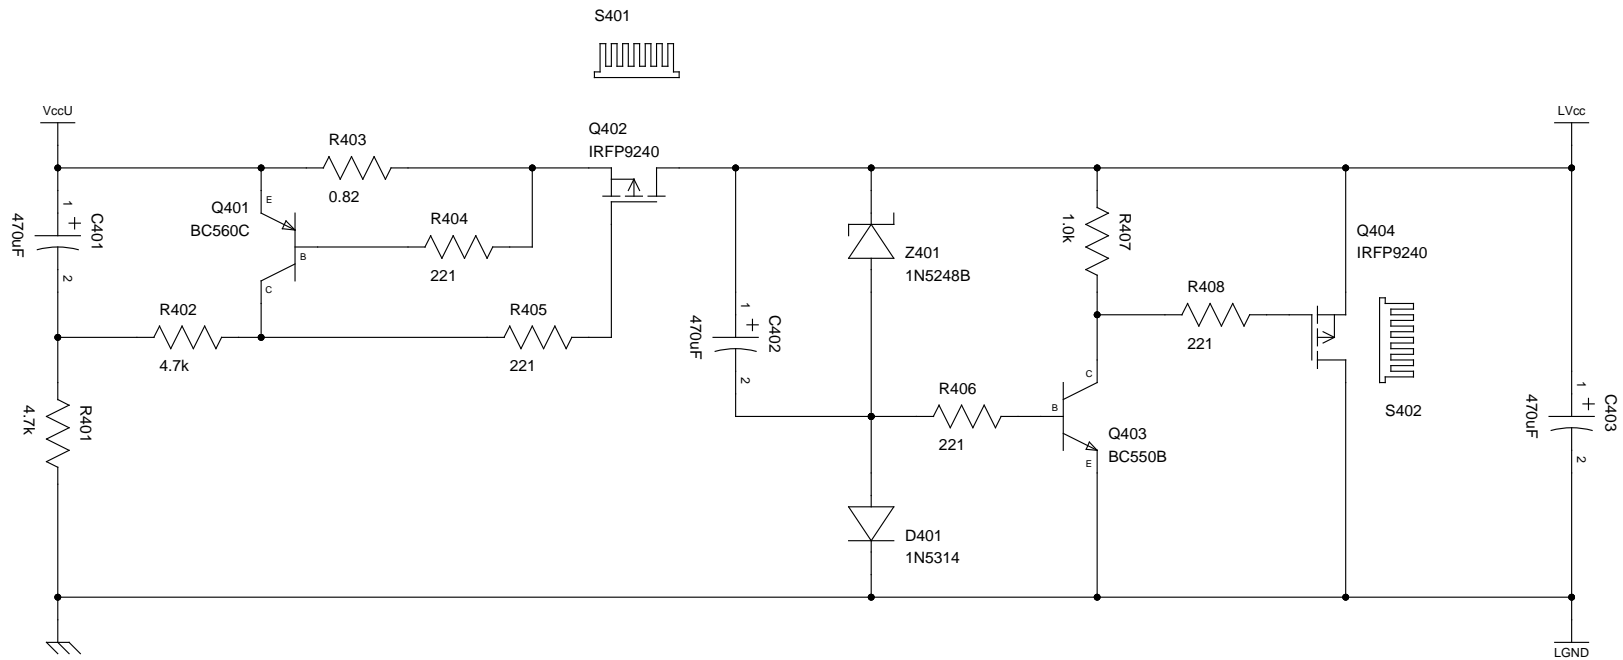 S401
VccU
LVcc
R403
0.82
Q402
IRFP9240
1
C401
470uF
2
E
Q401
BC560C
B
C
R404
221
R402
4.7k
R405
221
R401
4.7k
1
C402
470uF
2
Z401
1N5248B
R407
1.0k
Q404
IRFP9240
R408
221
S402
R406
221
C
B
E
Q403
BC550B
1
C403
470uF
2
D401
1N5314
LGND